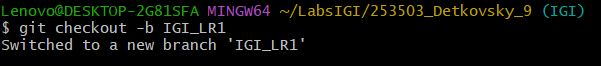 Lenovo@DESKTOP-2G81SFA MINGW64 ~/LabsIGI/253503_Detkovsky_9 (IGI)
$ git checkout -b IGI_LR1
Switched to a new branch 'IGI_LR1'